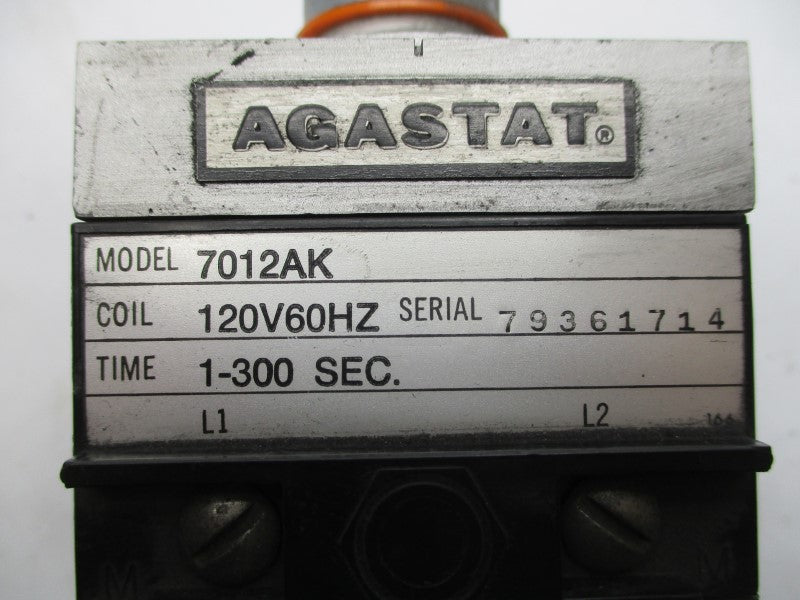 AGASTAT®
MODEL 7012AK
COIL 120V60HZ SERIAL 79361714
TIME 1-300 SEC.
L1 L2
M M